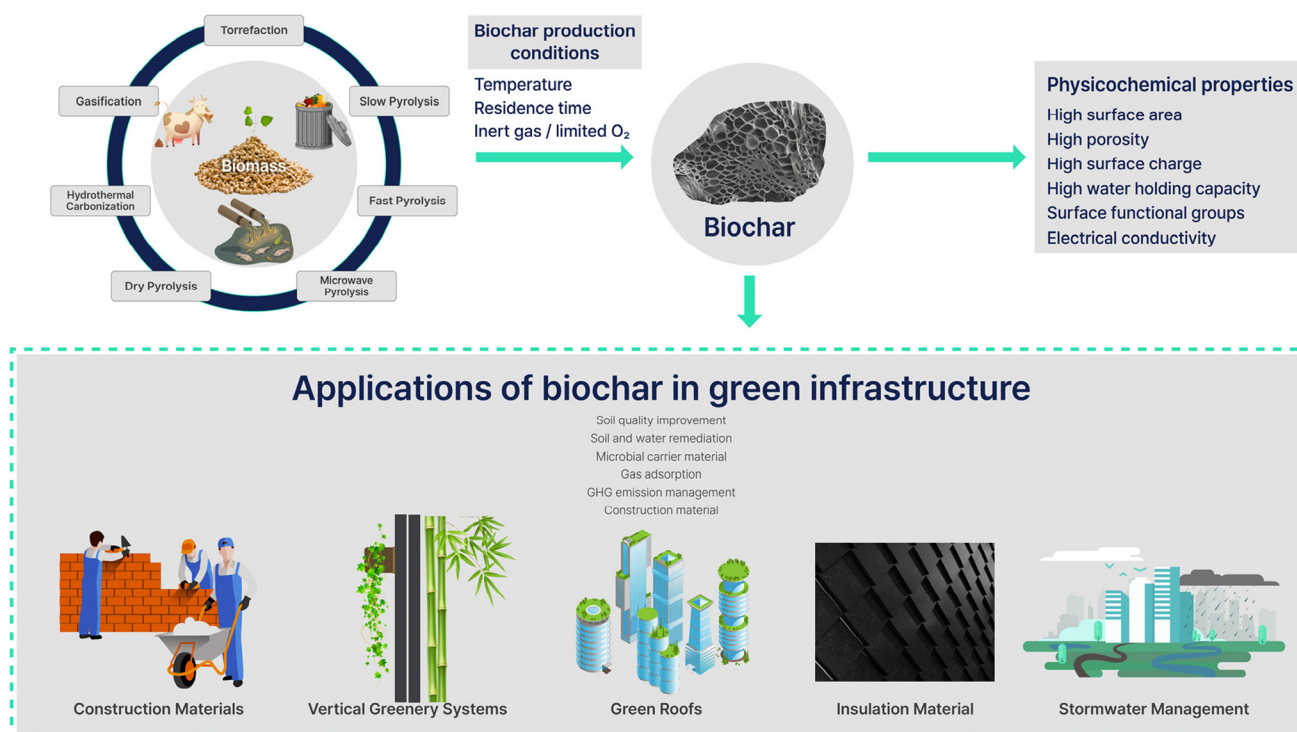 Torrefaction
Gasification
Slow Pyrolysis
Biomass
Hydrothermal
Carbonization
Fast Pyrolysis
Dry Pyrolysis
Microwave
Pyrolysis
Biochar production
conditions
Temperature
Residence time
Inert gas / limited O₂
Biochar
Physicochemical properties
High surface area
High porosity
High surface charge
High water holding capacity
Surface functional groups
Electrical conductivity
Applications of biochar in green infrastructure
Soil quality improvement
Soil and water remediation
Microbial carrier material
Gas adsorption
GHG emission management
Construction material
Construction Materials
Vertical Greenery Systems
Green Roofs
Insulation Material
Stormwater Management